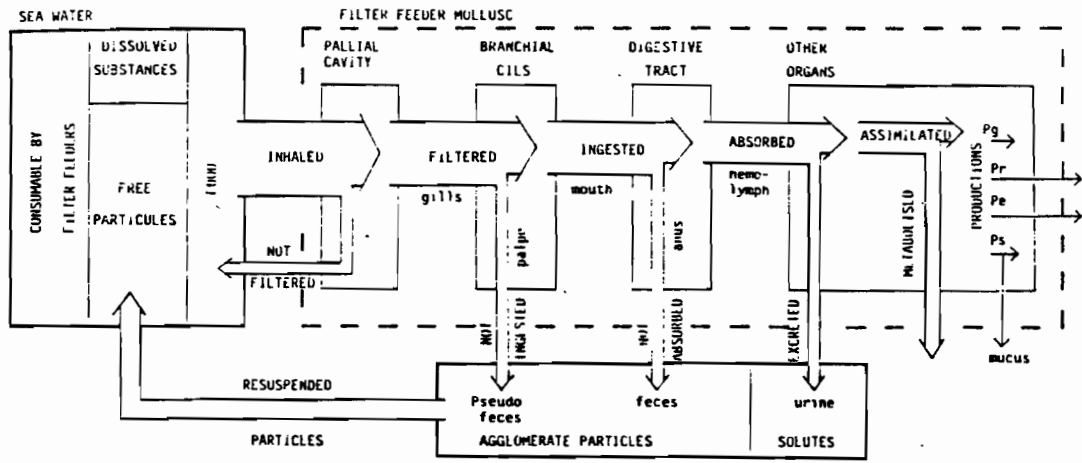 SEA WATER
FILTER FEEDER MOLLUSC
DISSOLVED
SUBSTANCES
PALLIAL
CAVITY
BRANCHIAL
CILS
DIGESTIVE
TRACT
OTHER
ORGANS
CONSUMABLE BY
FILTER FEEDERS
FREE
PARTICULES
INHALED
FILTERED
INGESTED
ABSORBED
ASSIMILATED
gills
mouth
hemo-
lymph
palpe
anus
PRODUCTIONS
Pg
Pr
Pe
Ps
NOT
FILTERED
NOT
INGESTED
NOT
ABSORBED
EXCRETED
mucus
RESUSPENDED
PARTICLES
Pseudo
feces
feces
urine
AGGLOMERATE PARTICLES
SOLUTES